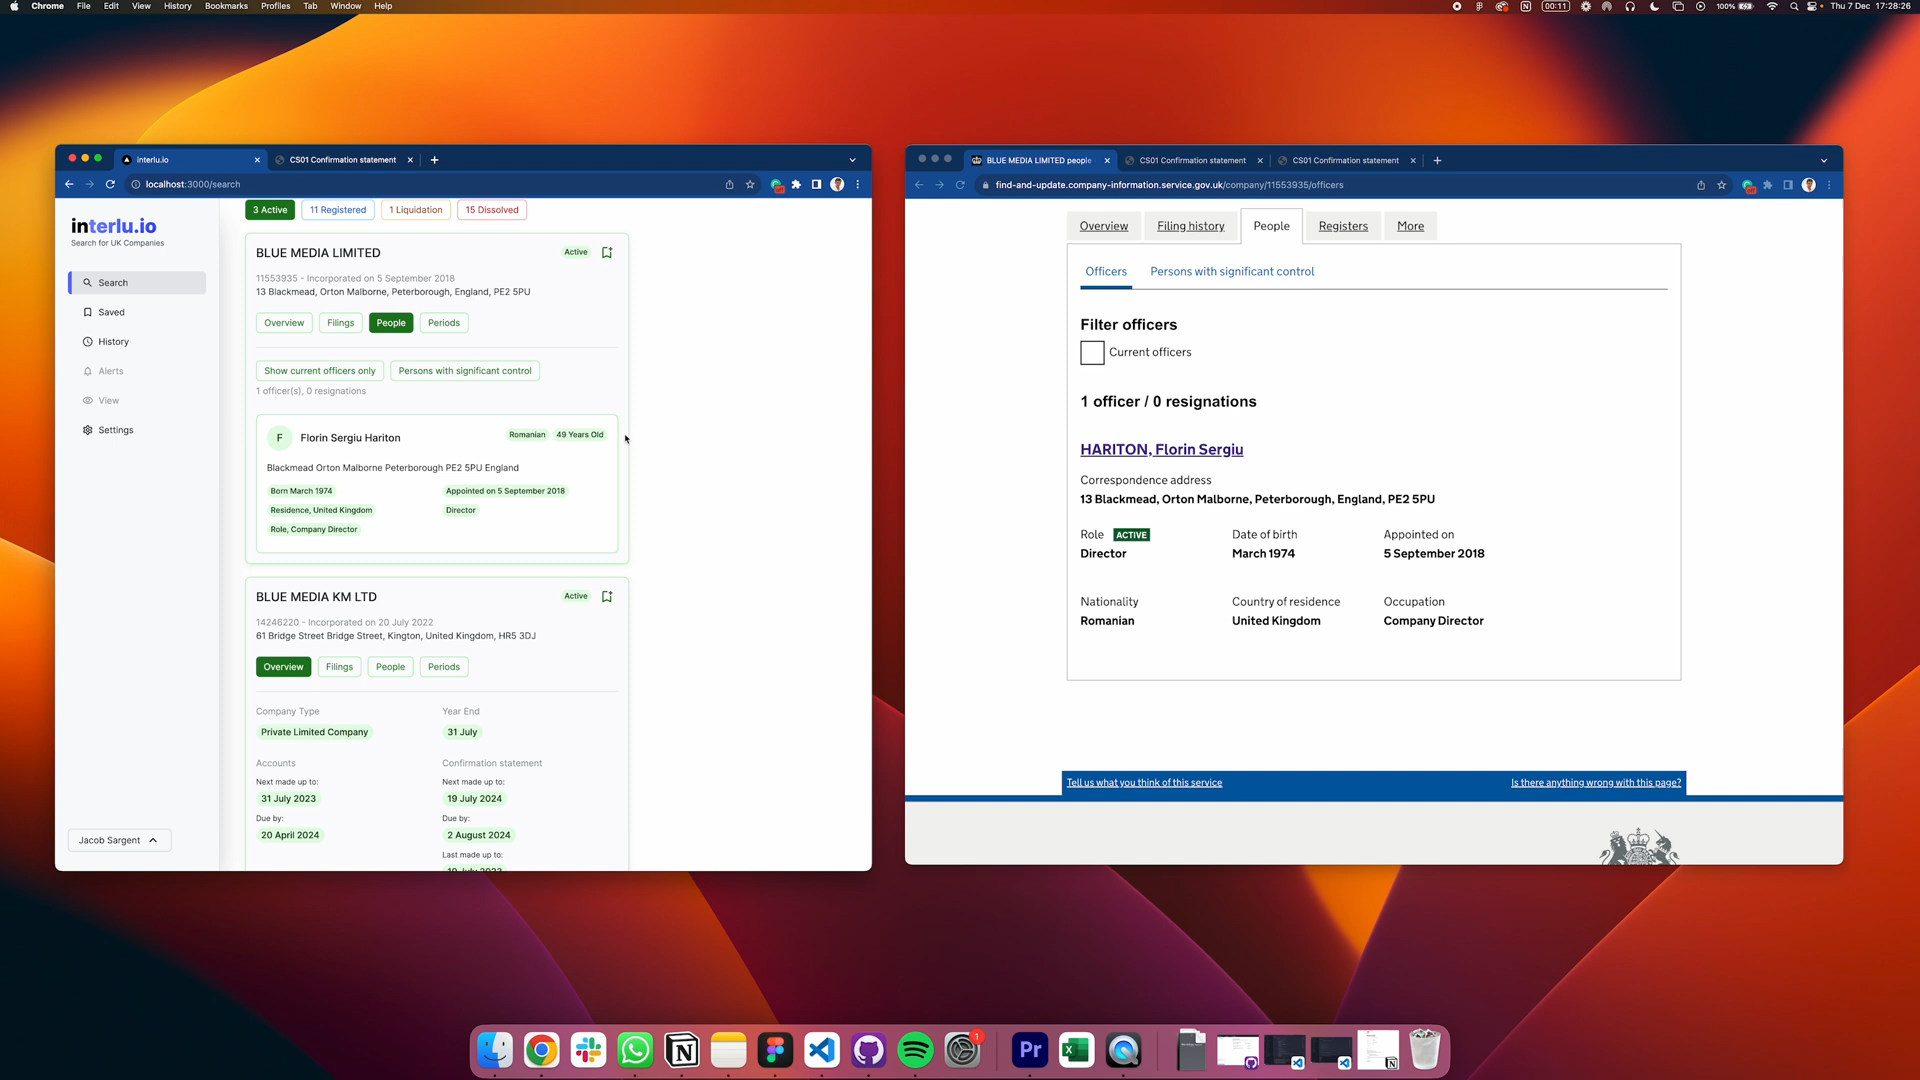 Chrome File Edit View History Bookmarks Profiles Tab Window Help
00:11 100% Thu 7 Dec 17:28:26
interlu.io
CS01 Confirmation statement
localhost:3000/search
interlu.io
Search for UK Companies
Search
Saved
History
Alerts
View
Settings
Jacob Sargent
3 Active 11 Registered 1 Liquidation 15 Dissolved
BLUE MEDIA LIMITED Active
11553935 - Incorporated on 5 September 2018
13 Blackmead, Orton Malborne, Peterborough, England, PE2 5PU
Overview Filings People Periods
Show current officers only Persons with significant control
1 officer(s), 0 resignations
F Florin Sergiu Hariton Romanian 49 Years Old
Blackmead Orton Malborne Peterborough PE2 5PU England
Born March 1974 Appointed on 5 September 2018
Residence, United Kingdom Director
Role, Company Director
BLUE MEDIA KM LTD Active
14246220 - Incorporated on 20 July 2022
61 Bridge Street Bridge Street, Kington, United Kingdom, HR5 3DJ
Overview Filings People Periods
Company Type Year End
Private Limited Company 31 July
Accounts Confirmation statement
Next made up to: Next made up to:
31 July 2023 19 July 2024
Due by: Due by:
20 April 2024 2 August 2024
Last made up to:
19 July 2023
BLUE MEDIA LIMITED people
CS01 Confirmation statement
CS01 Confirmation statement
find-and-update.company-information.service.gov.uk/company/11553935/officers
Overview Filing history People Registers More
Officers Persons with significant control
Filter officers
Current officers
1 officer / 0 resignations
HARITON, Florin Sergiu
Correspondence address
13 Blackmead, Orton Malborne, Peterborough, England, PE2 5PU
Role ACTIVE Date of birth Appointed on
Director March 1974 5 September 2018
Nationality Country of residence Occupation
Romanian United Kingdom Company Director
Tell us what you think of this service Is there anything wrong with this page?
1
Pr